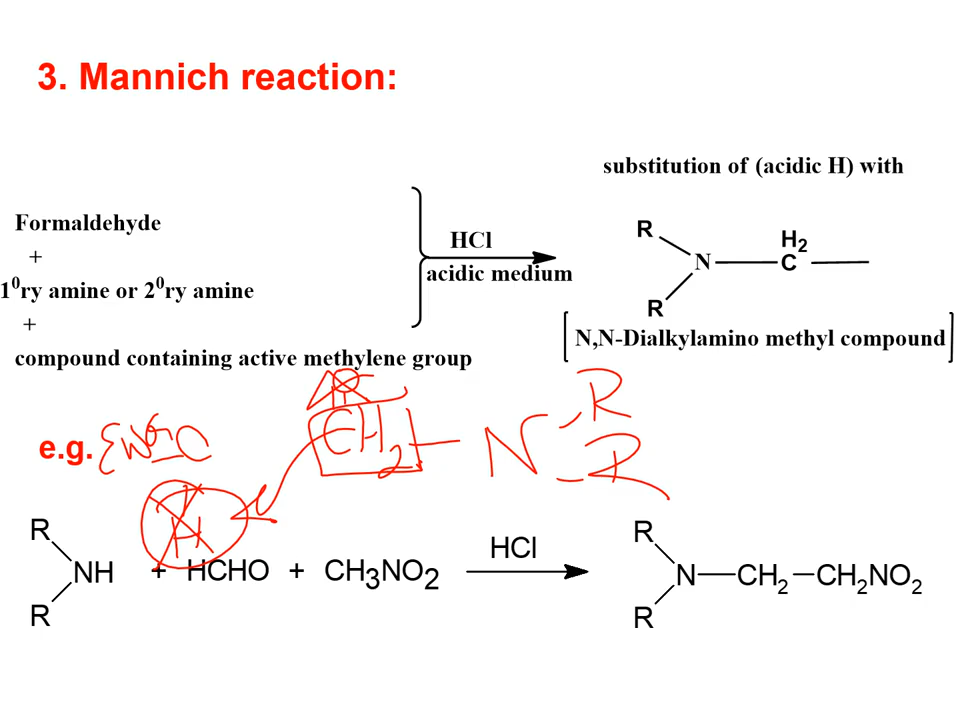 3. Mannich reaction:
substitution of (acidic H) with
Formaldehyde
+
1⁰ry amine or 2⁰ry amine
+
compound containing active methylene group
HCl
acidic medium
R
H₂
N C
R
N,N-Dialkylamino methyl compound
CH₂ N R
R
e.g.
H
R
NH + HCHO + CH₃NO₂
R
HCl
R
N CH₂ CH₂NO₂
R